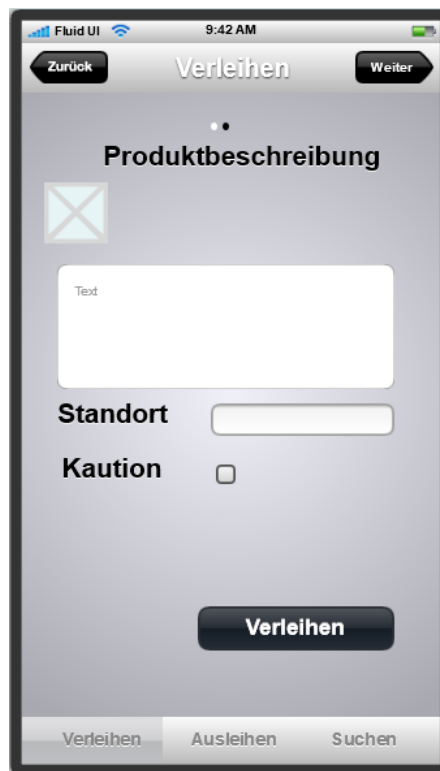 Fluid UI 9:42 AM
Zurück Verleihen Weiter
Produktbeschreibung
Text
Standort
Kaution
Verleihen
Verleihen Ausleihen Suchen